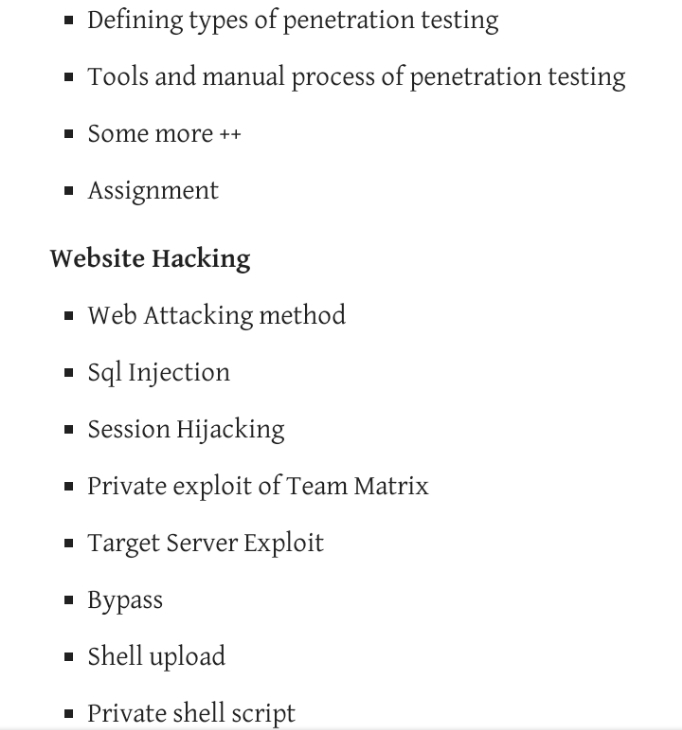 Defining types of penetration testing
Tools and manual process of penetration testing
Some more ++
Assignment
Website Hacking
Web Attacking method
Sql Injection
Session Hijacking
Private exploit of Team Matrix
Target Server Exploit
Bypass
Shell upload
Private shell script